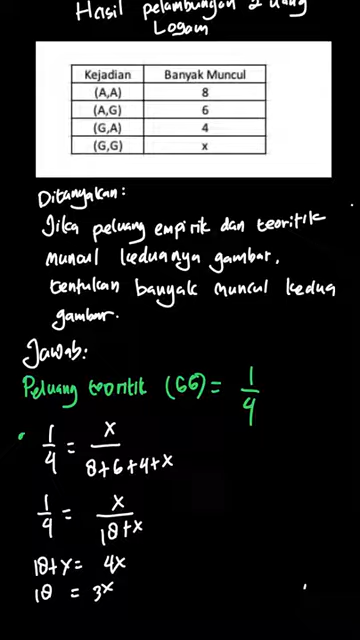 Hasil pelambungan 2 uang
Logam
Kejadian Banyak Muncul
(A,A) 8
(A,G) 6
(G,A) 4
(G,G) x
Ditanyakan:
Jika peluang empirik dan teoritik
muncul keduanya gambar,
tentukan banyak muncul kedua
gambar.
Jawab:
Peluang teoritik (GG) = 1/4
1/4 = x/(8+6+4+x)
1/4 = x/(18+x)
18+x = 4x
18 = 3x